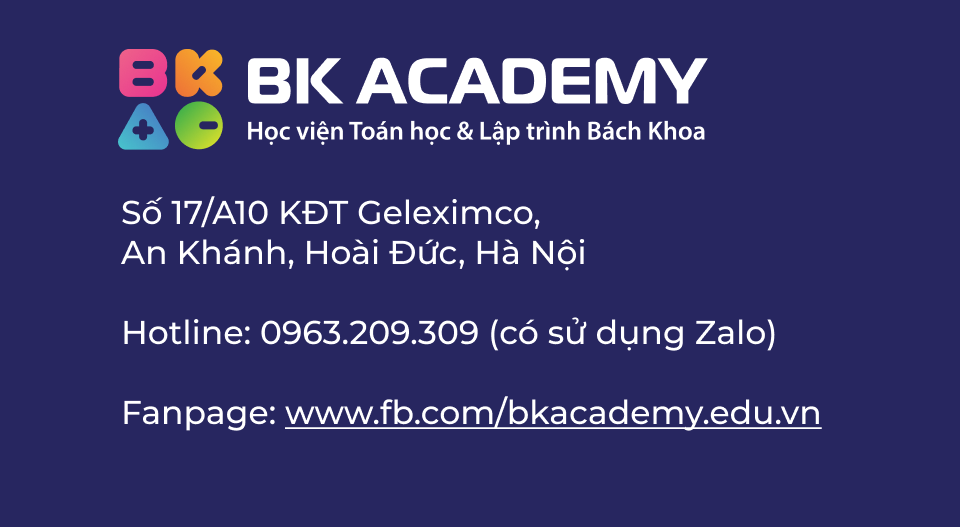 BK ACADEMY
Học viện Toán học & Lập trình Bách Khoa
Số 17/A10 KĐT Geleximco,
An Khánh, Hoài Đức, Hà Nội
Hotline: 0963.209.309 (có sử dụng Zalo)
Fanpage: www.fb.com/bkacademy.edu.vn